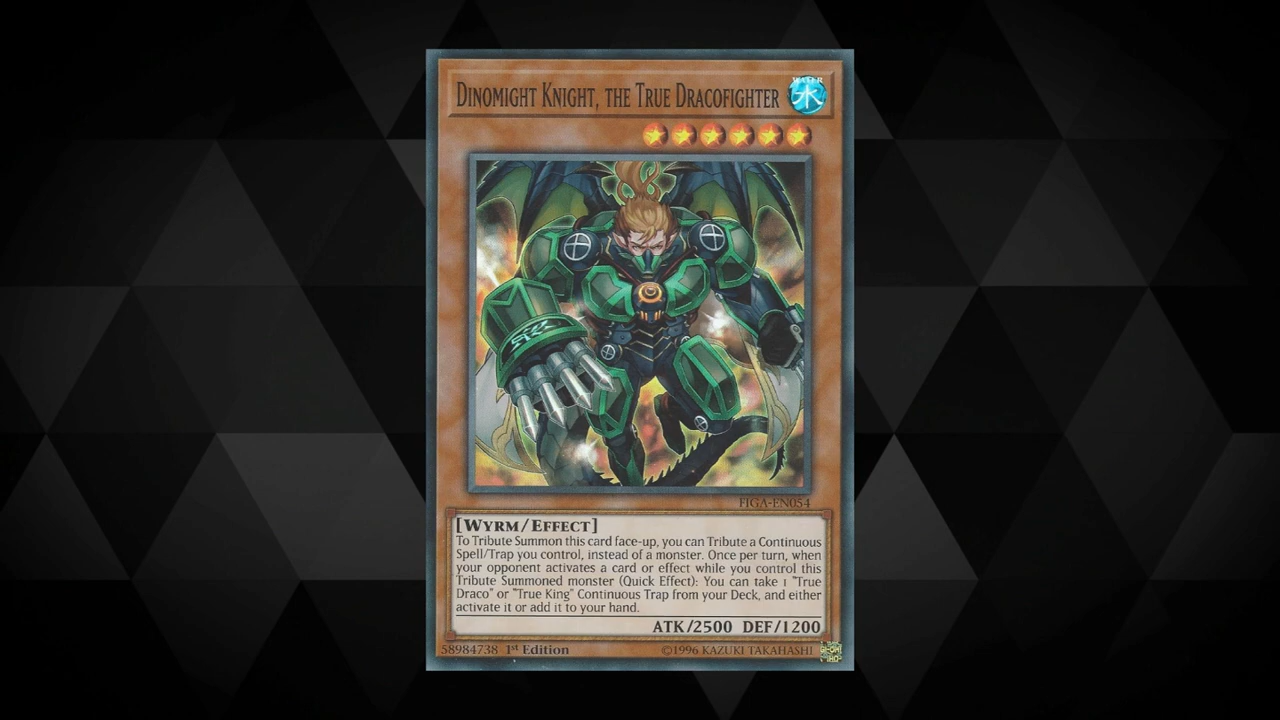 DINOMIGHT KNIGHT, THE TRUE DRACOFIGHTER
WATER
水
FIGA-EN054
[WYRM/EFFECT]
To Tribute Summon this card face-up, you can Tribute a Continuous
Spell/Trap you control, instead of a monster. Once per turn, when
your opponent activates a card or effect while you control this
Tribute Summoned monster (Quick Effect): You can take 1 "True
Draco" or "True King" Continuous Trap from your Deck, and either
activate it or add it to your hand.
ATK/2500 DEF/1200
58984738 1st Edition
©1996 KAZUKI TAKAHASHI